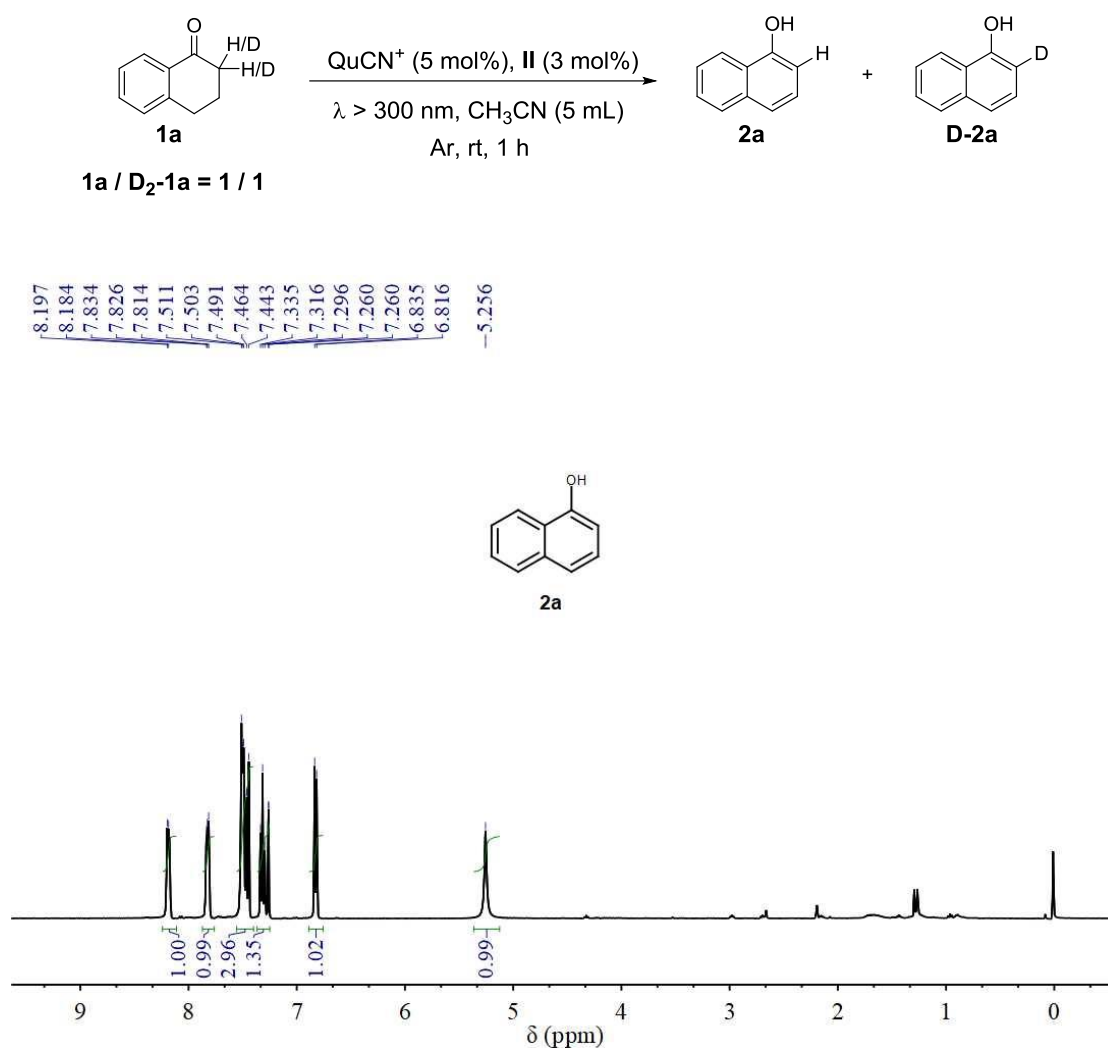 O
H/D
H/D
1a
1a / D₂-1a = 1 / 1
QuCN⁺ (5 mol%), II (3 mol%)
λ > 300 nm, CH₃CN (5 mL)
Ar, rt, 1 h
OH
H
2a
+
OH
D
D-2a
8.197
8.184
7.834
7.826
7.814
7.511
7.503
7.491
7.464
7.443
7.335
7.316
7.296
7.260
7.260
6.835
6.816
5.256
OH
2a
1.00
0.99
2.96
1.35
1.02
0.99
9 8 7 6 5 4 3 2 1 0
δ (ppm)